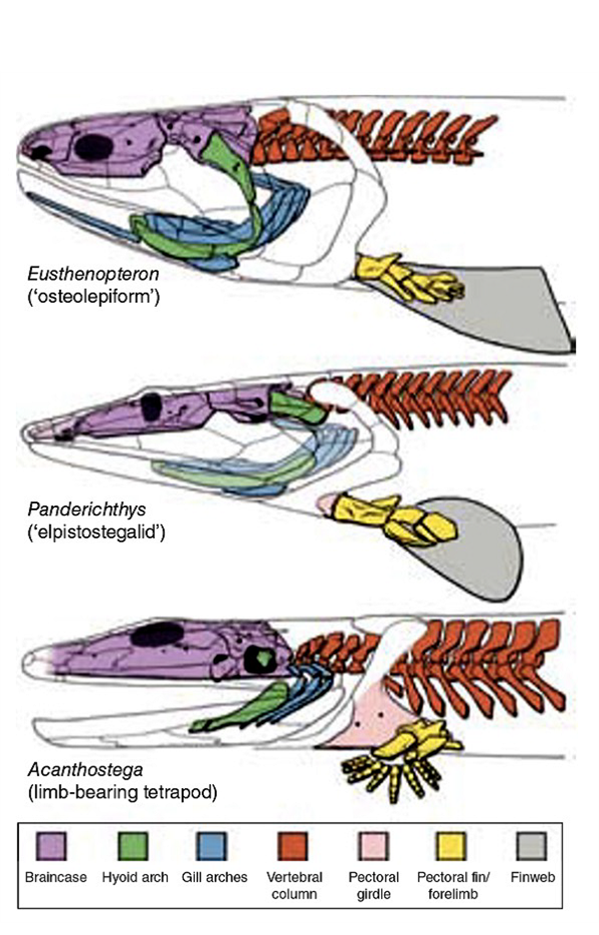 Eusthenopteron
(‘osteolepiform’)
Panderichthys
(‘elpistostegalid’)
Acanthostega
(limb-bearing tetrapod)
Braincase
Hyoid arch
Gill arches
Vertebral
column
Pectoral
girdle
Pectoral fin/
forelimb
Finweb